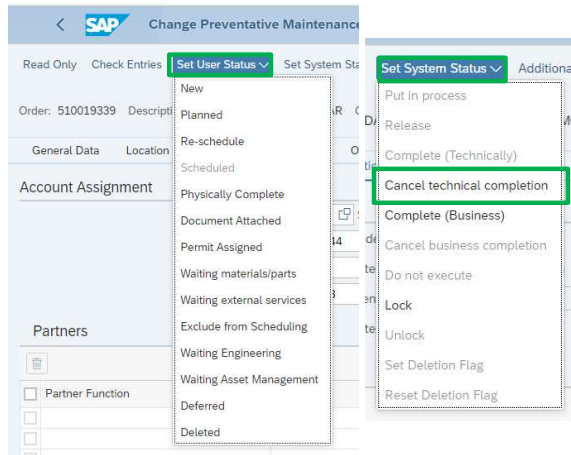 SAP Change Preventative Maintenance
Read Only Check Entries Set User Status Set System Sta
New
Planned
Order: 510019339 Descripti
Re-schedule
General Data Location
Scheduled
Account Assignment
Physically Complete
Document Attached
Permit Assigned
44
Waiting materials/parts
Waiting external services
Partners
Exclude from Scheduling
Waiting Engineering
Partner Function
Waiting Asset Management
Deferred
Deleted
Set System Status Additiona
Put in process
Release
Complete (Technically)
Cancel technical completion
Complete (Business)
Cancel business completion
Do not execute
Lock
Unlock
Set Deletion Flag
Reset Deletion Flag